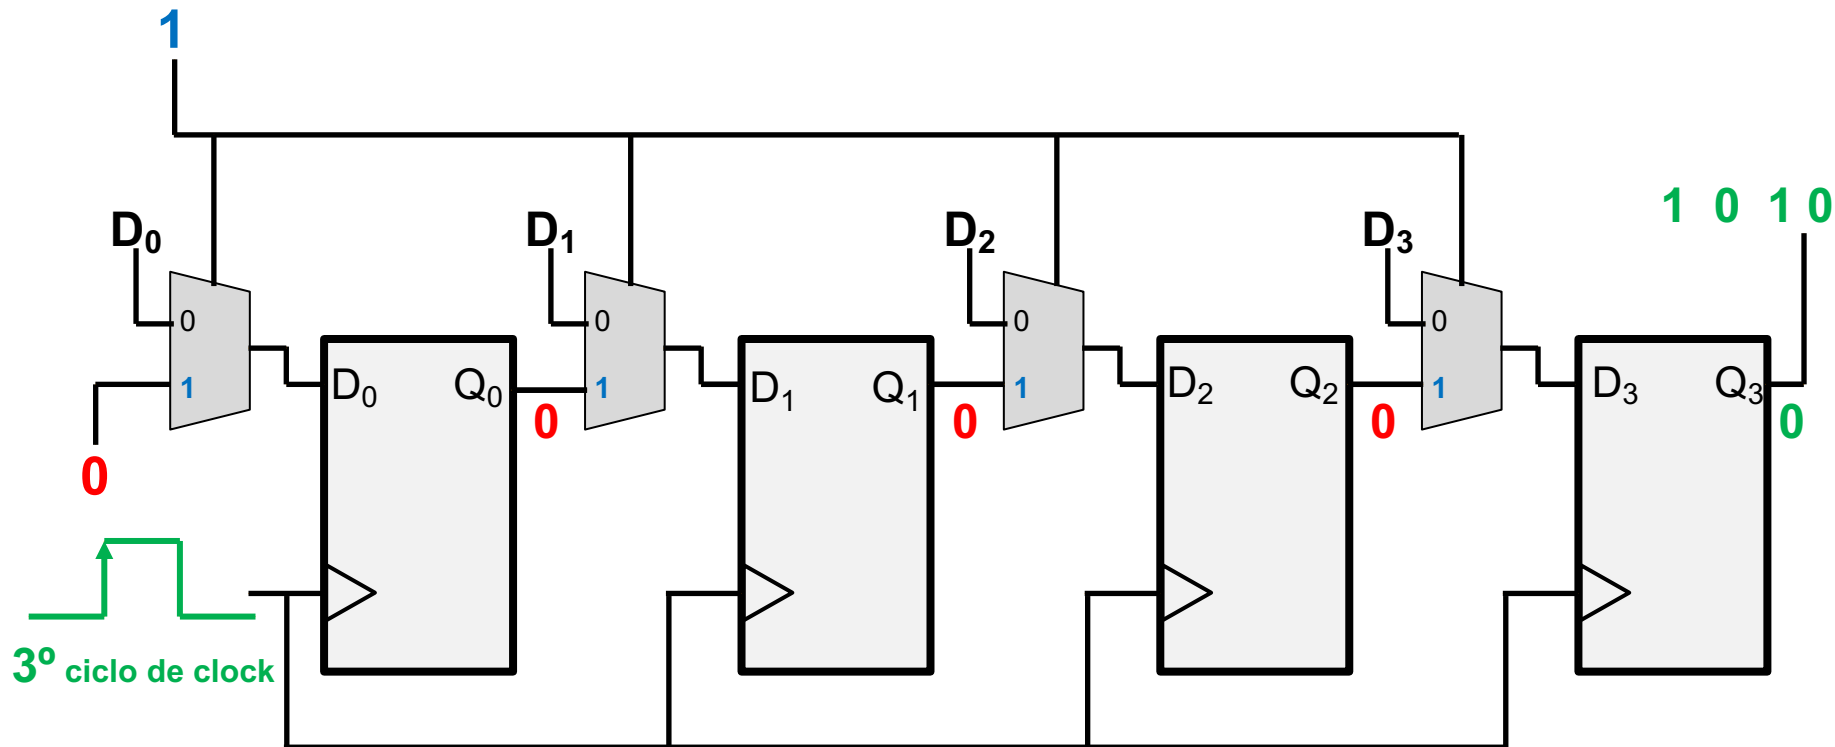 1
1 0 1 0
D₀ D₁ D₂ D₃
0 0 0 0
1 1 1 1
D₀ Q₀ D₁ Q₁ D₂ Q₂ D₃ Q₃
0 0 0 0
0
3º ciclo de clock